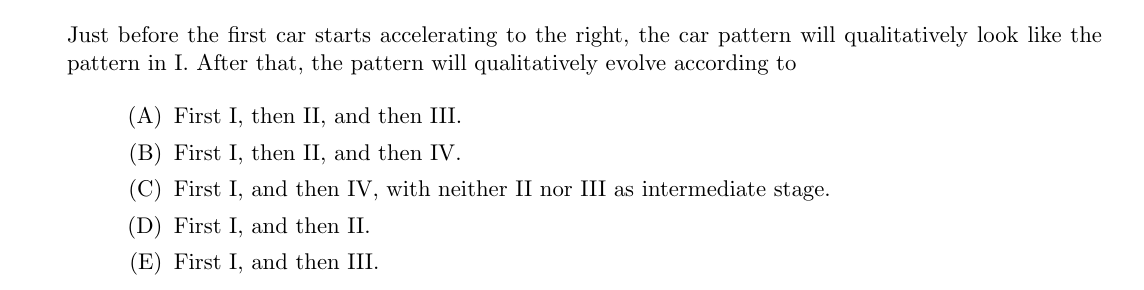 Just before the first car starts accelerating to the right, the car pattern will qualitatively look like the
pattern in I. After that, the pattern will qualitatively evolve according to
(A) First I, then II, and then III.
(B) First I, then II, and then IV.
(C) First I, and then IV, with neither II nor III as intermediate stage.
(D) First I, and then II.
(E) First I, and then III.